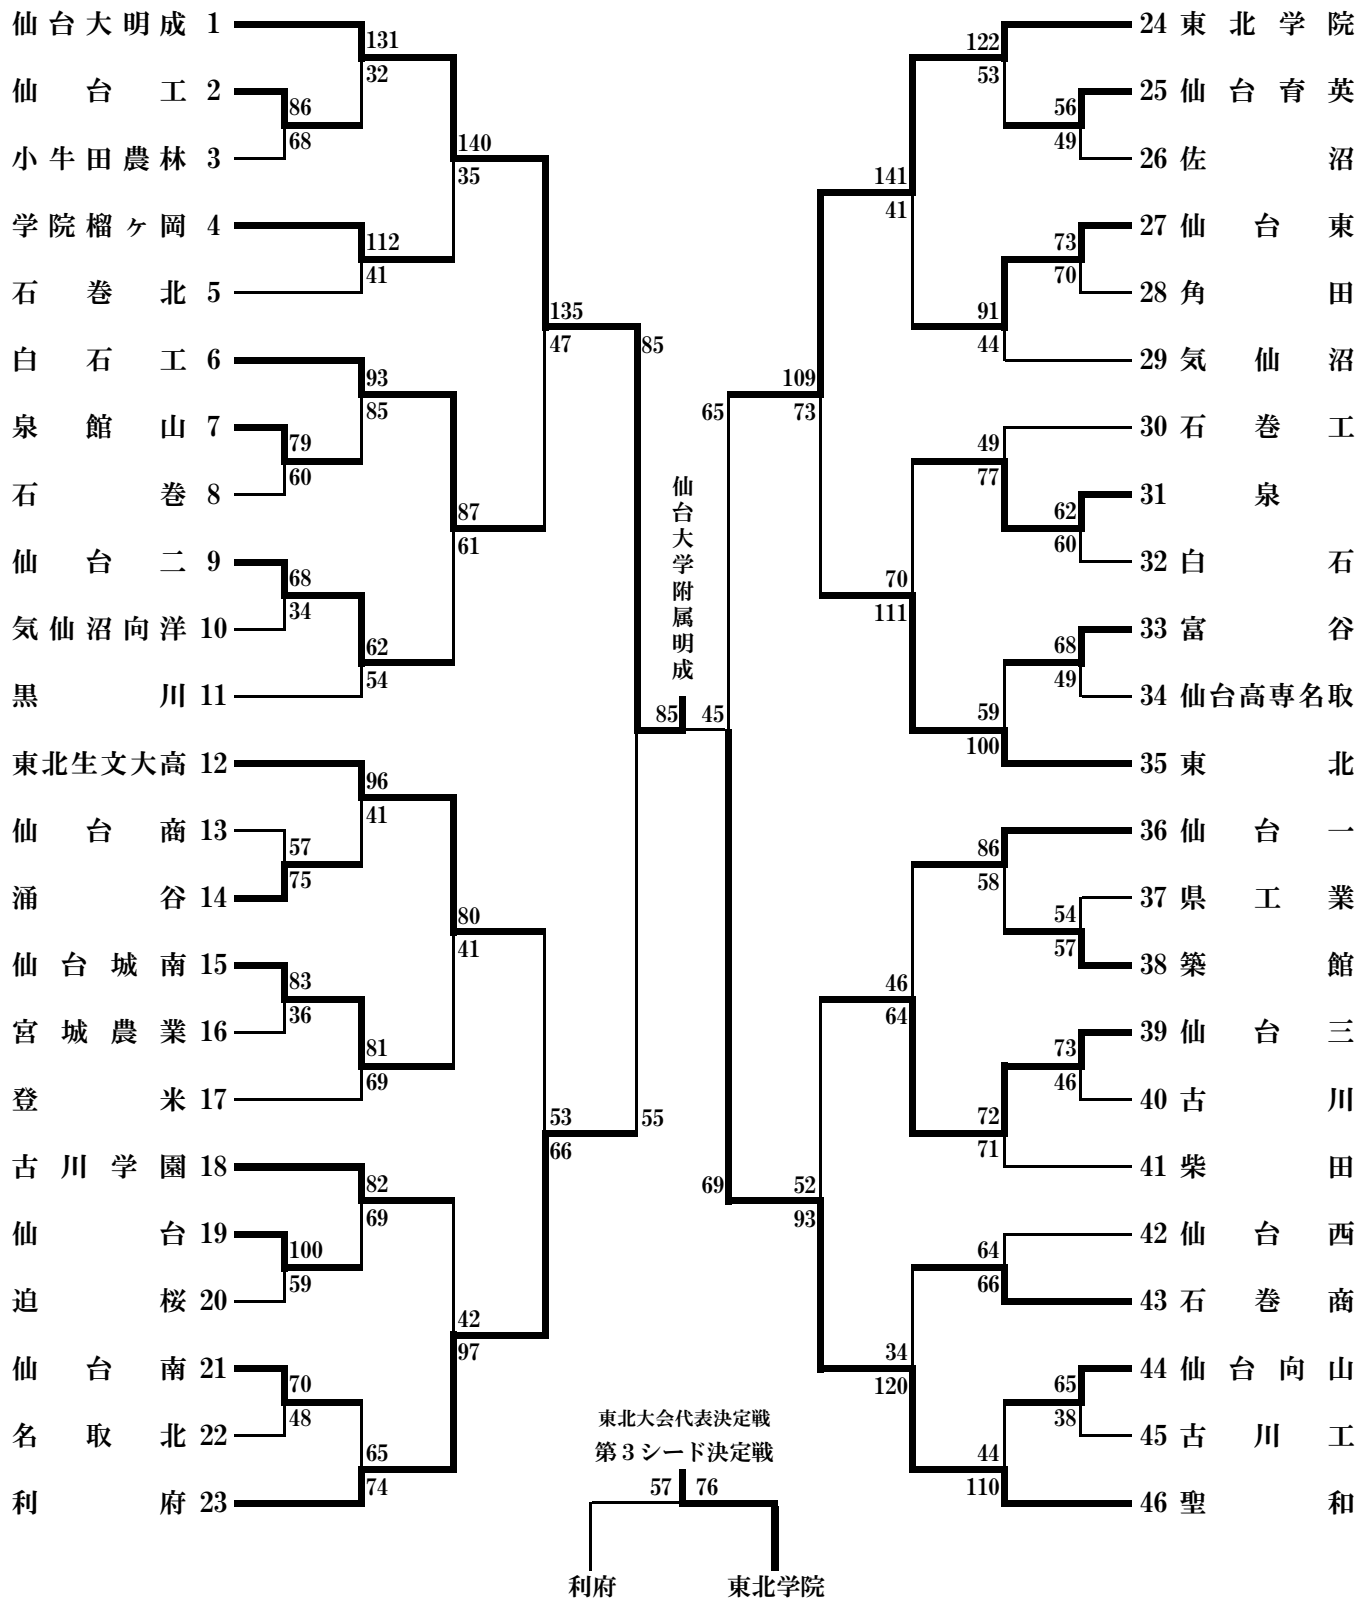 仙台大明成 1
仙台工 2
小牛田農林 3
学院榴ヶ岡 4
石巻北 5
白石工 6
泉館山 7
石巻 8
仙台二 9
気仙沼向洋 10
黒川 11
東北生文大高 12
仙台商 13
涌谷 14
仙台城南 15
宮城農業 16
登米 17
古川学園 18
仙台 19
迫桜 20
仙台南 21
名取北 22
利府 23
131
32
86
68
140
35
112
41
135
47
93
85
79
60
87
61
68
34
62
54
85
96
41
57
75
80
41
83
36
81
69
53
66
55
82
69
100
59
42
97
70
48
65
74
仙台大学附属明成
85 45
65
69
122
53
56
49
141
41
73
70
91
44
109
73
49
77
62
60
70
111
68
49
59
100
86
58
54
57
46
64
73
46
72
71
52
93
64
66
34
120
65
38
44
110
24 東北学院
25 仙台育英
26 佐沼
27 仙台東
28 角田
29 気仙沼
30 石巻工
31 泉
32 白石
33 富谷
34 仙台高専名取
35 東北
36 仙台一
37 県工業
38 築館
39 仙台三
40 古川
41 柴田
42 仙台西
43 石巻商
44 仙台向山
45 古川工
46 聖和
東北大会代表決定戦
第3シード決定戦
57 76
利府 東北学院